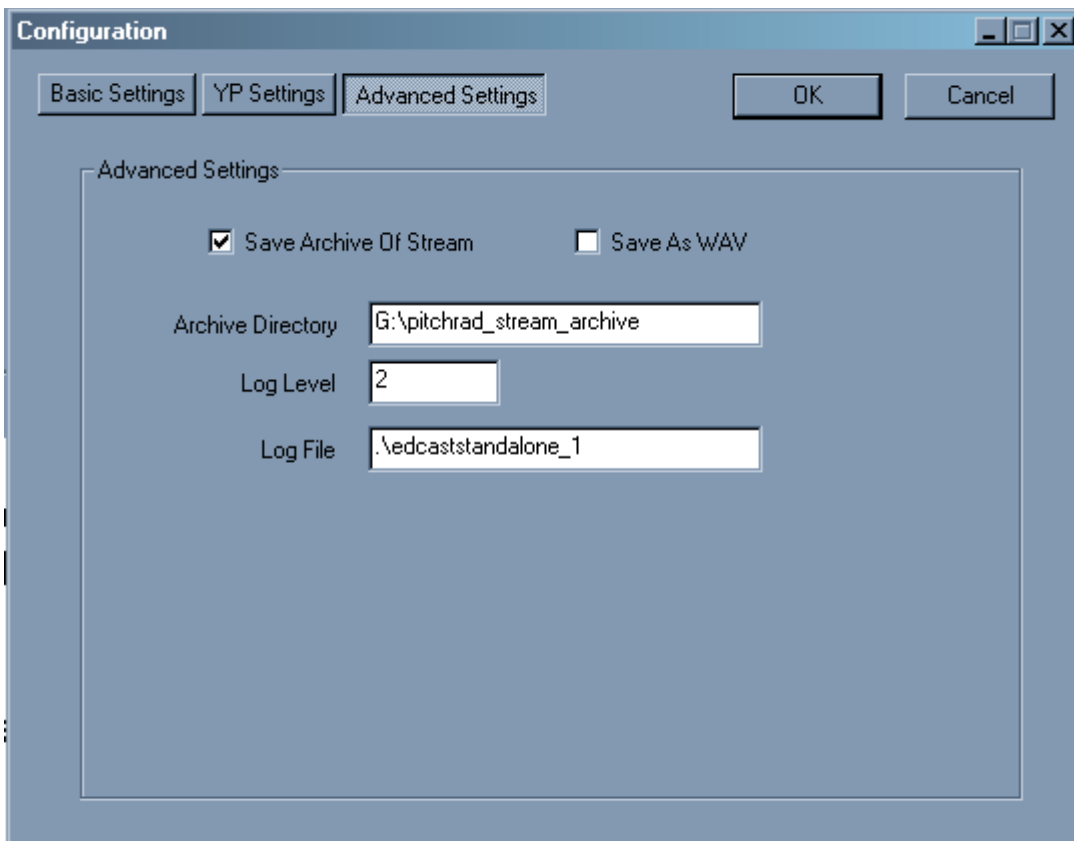 Configuration
Basic Settings YP Settings Advanced Settings OK Cancel
Advanced Settings
Save Archive Of Stream Save As WAV
Archive Directory G:\pitchrad_stream_archive
Log Level 2
Log File .\edcaststandalone_1